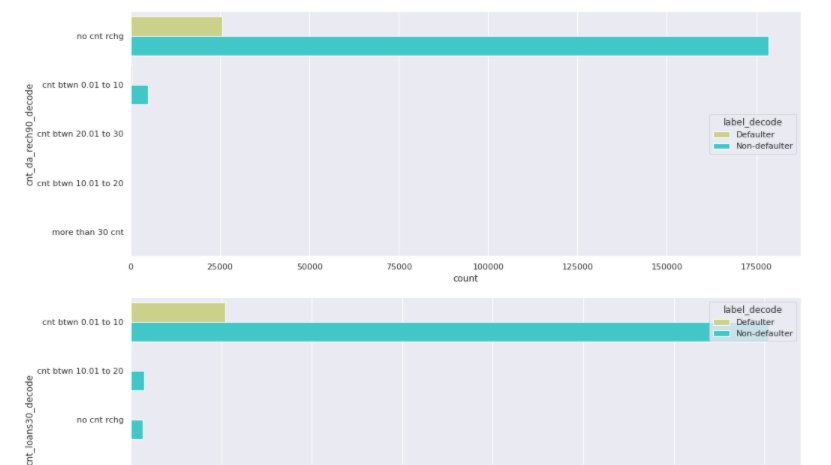 no cnt rchg
cnt btwn 0.01 to 10
cnt btwn 20.01 to 30
cnt btwn 10.01 to 20
more than 30 cnt
cnt_da_rech90_decode
label_decode
Defaulter
Non-defaulter
0 25000 50000 75000 100000 125000 150000 175000
count
cnt btwn 0.01 to 10
cnt btwn 10.01 to 20
no cnt rchg
cnt_loans30_decode
label_decode
Defaulter
Non-defaulter